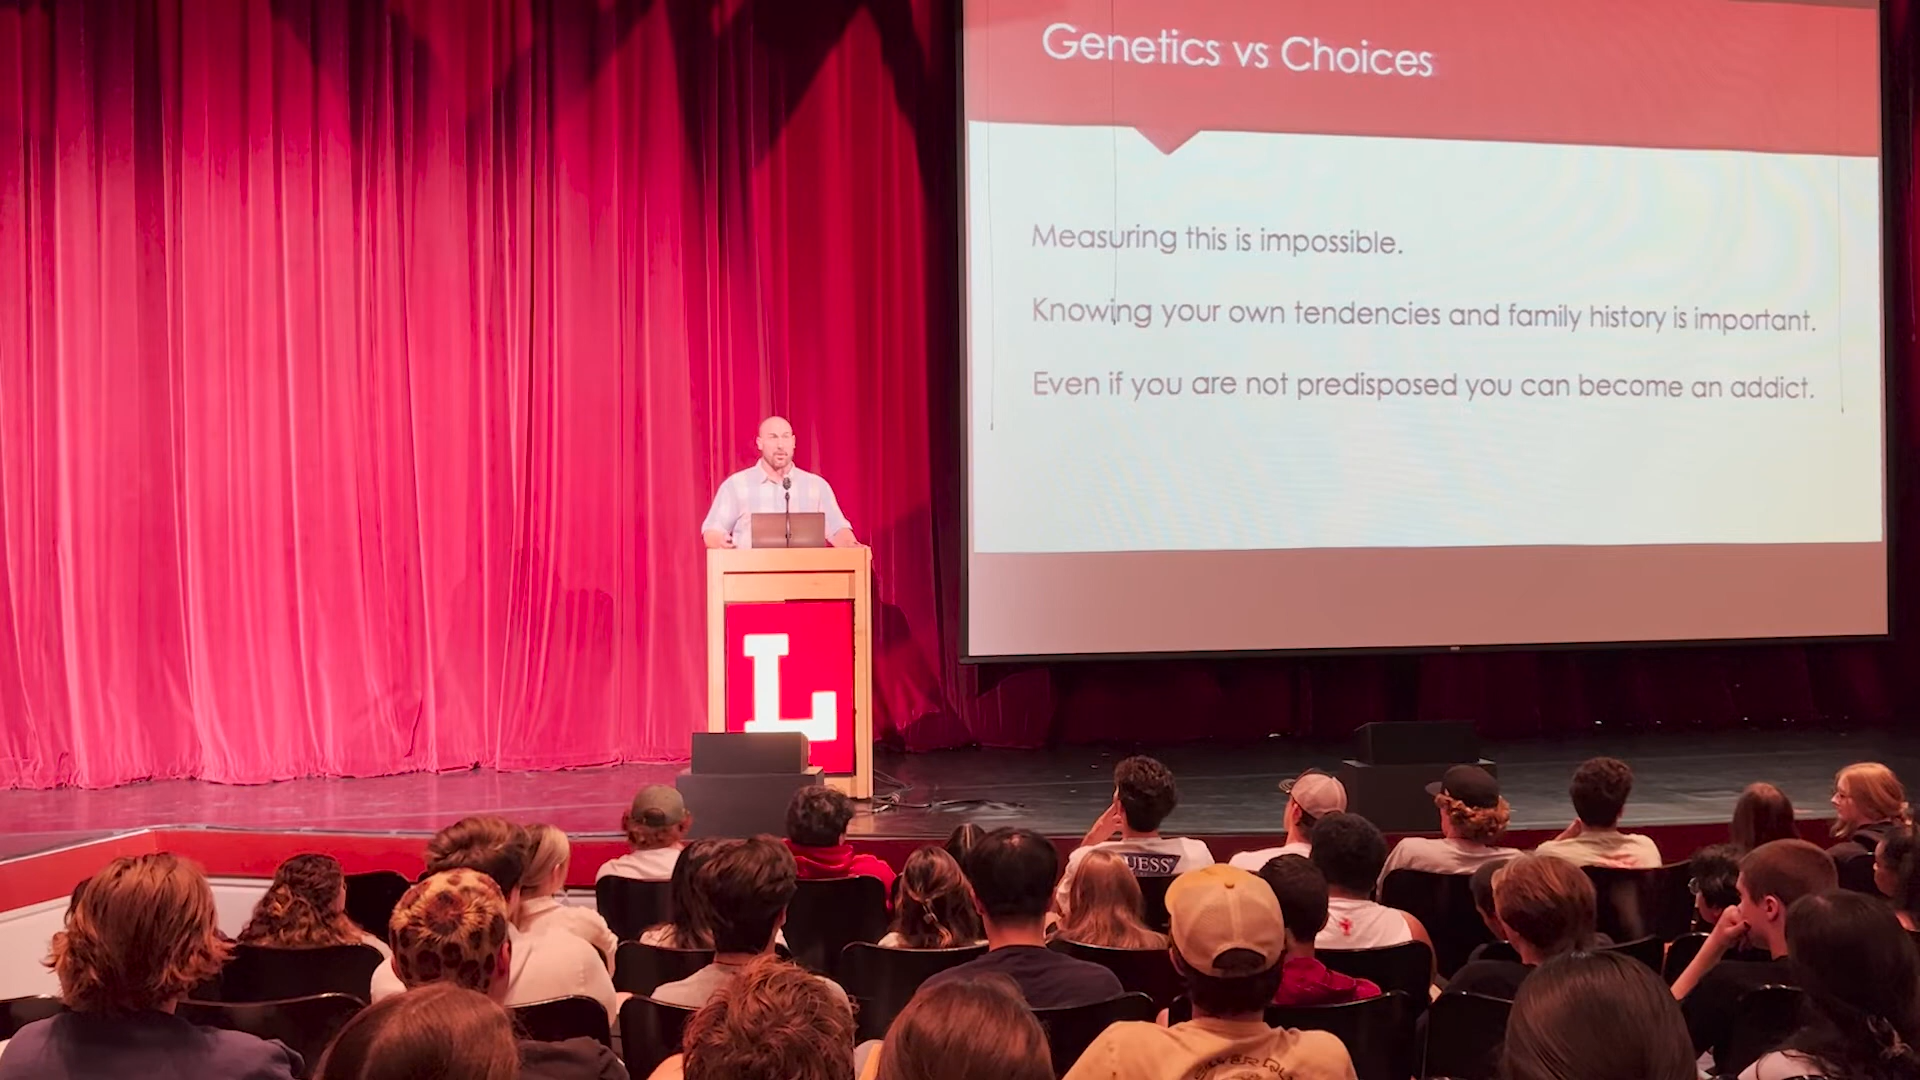 Genetics vs Choices
Measuring this is impossible.
Knowing your own tendencies and family history is important.
Even if you are not predisposed you can become an addict.
L
UESS